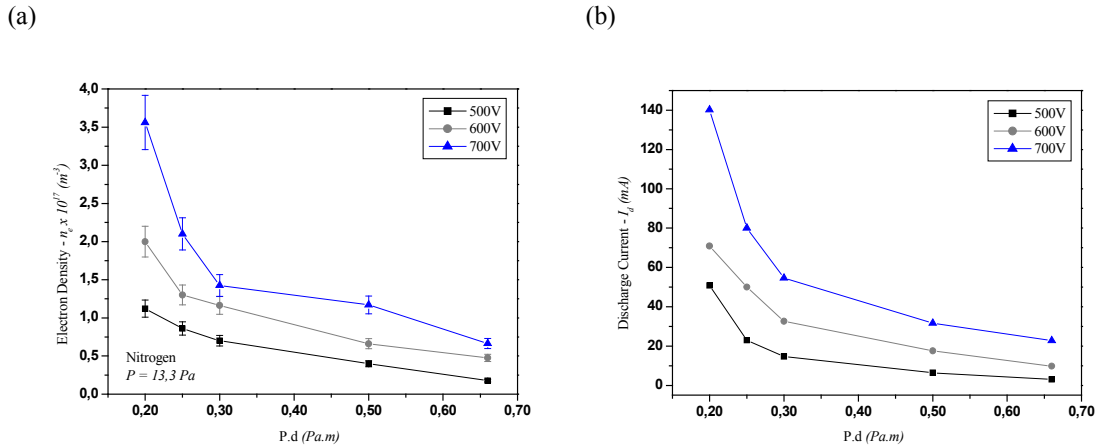 (a)
(b)
4,0
3,5
3,0
2,5
2,0
1,5
1,0
0,5
0,0
Electron Density - nₑ x 10¹⁷ (m⁻³)
500V
600V
700V
Nitrogen
P = 13,3 Pa
0,20 0,30 0,40 0,50 0,60 0,70
P.d (Pa.m)
140
120
100
80
60
40
20
0
Discharge Current - I_d (mA)
500V
600V
700V
0,20 0,30 0,40 0,50 0,60 0,70
P.d (Pa.m)